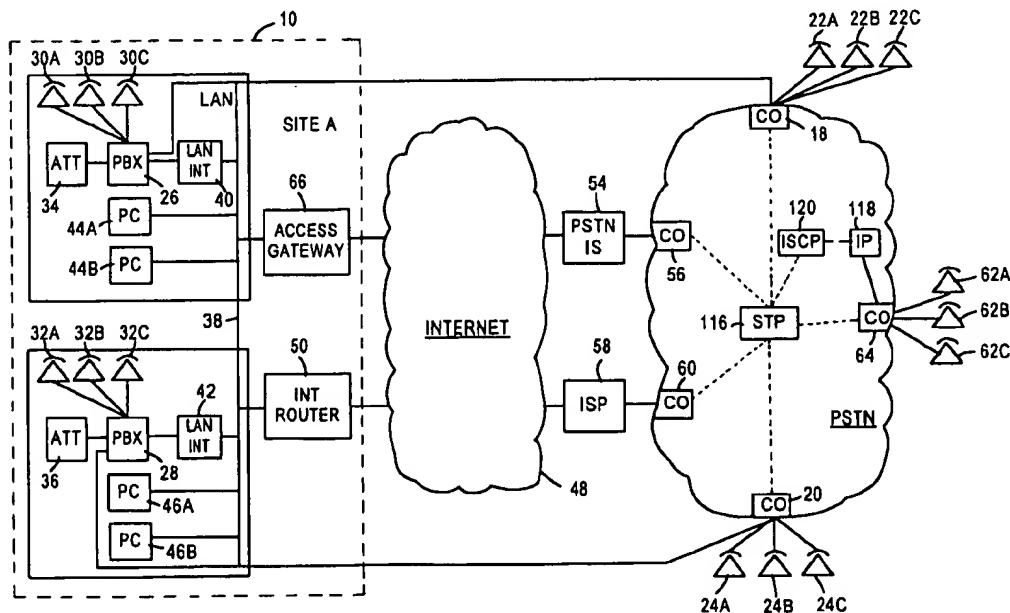 10
22A 22B 22C
30A 30B 30C
LAN
SITE A
CO
18
ATT
PBX
LAN INT
34
26
40
66
54
120
118
PC
44A
ACCESS GATEWAY
PSTN IS
CO
56
ISCP
IP
PC
44B
62A
62B
62C
38
INTERNET
116
STP
CO
64
32A 32B 32C
50
58
60
42
INT ROUTER
ISP
CO
PSTN
ATT
PBX
LAN INT
36
28
48
PC
46A
CO
20
PC
46B
24A 24B 24C